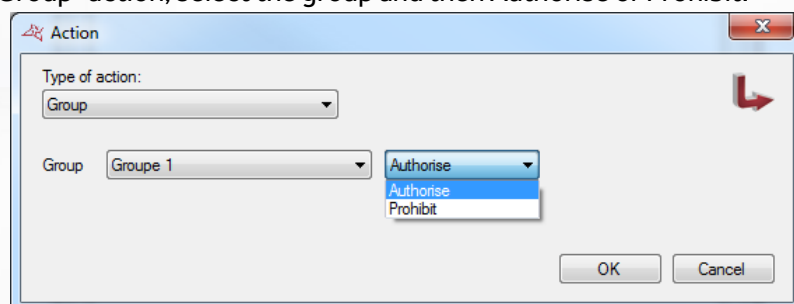 Group" action, select the group and them Authorise or Prohibit.
Action
Type of action:
Group
Group Groupe 1 Authorise
Authorise
Prohibit
OK Cancel